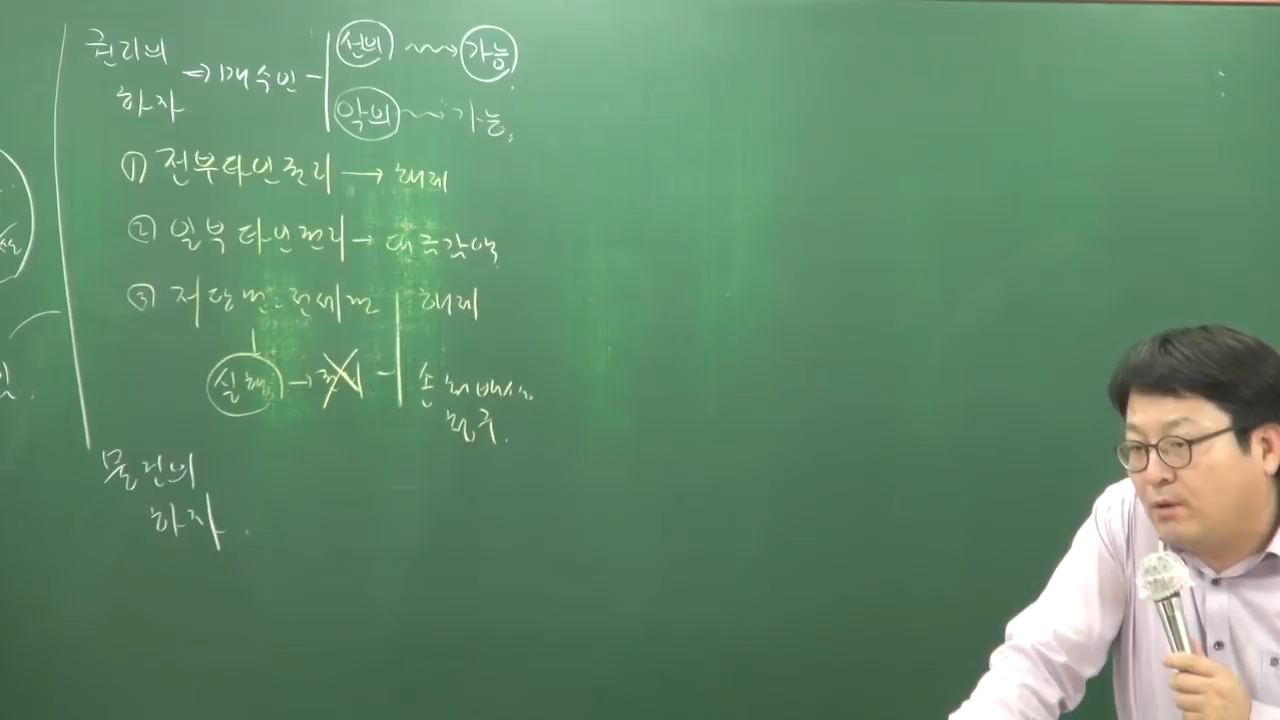 권리의
하자
⇒ 매수인
선의 → 가능.
악의 → 가능.
① 전부타인권리 → 해제
② 일부타인권리 → 대금감액
③ 저당권·전세권 해제
실행 → 손해배상
청구.
물건의
하자.